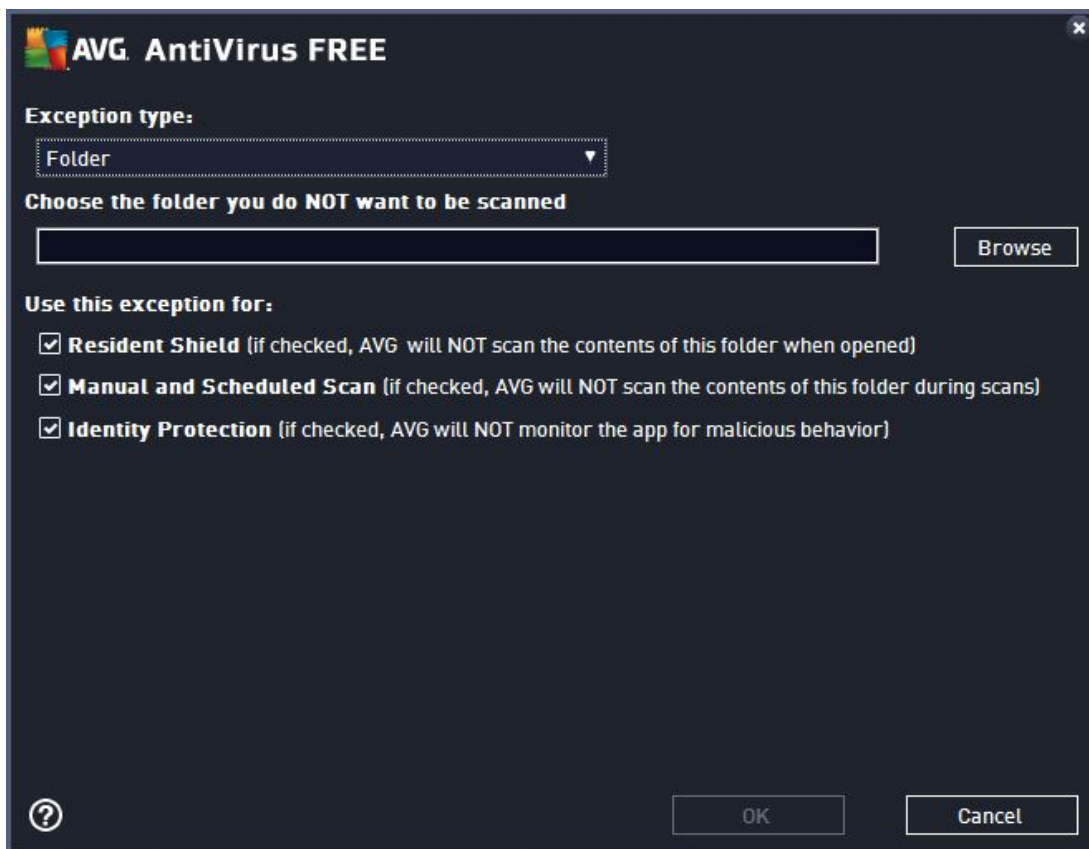 AVG. AntiVirus FREE
Exception type:
Folder
Choose the folder you do NOT want to be scanned
Browse
Use this exception for:
Resident Shield (if checked, AVG will NOT scan the contents of this folder when opened)
Manual and Scheduled Scan (if checked, AVG will NOT scan the contents of this folder during scans)
Identity Protection (if checked, AVG will NOT monitor the app for malicious behavior)
?
OK
Cancel